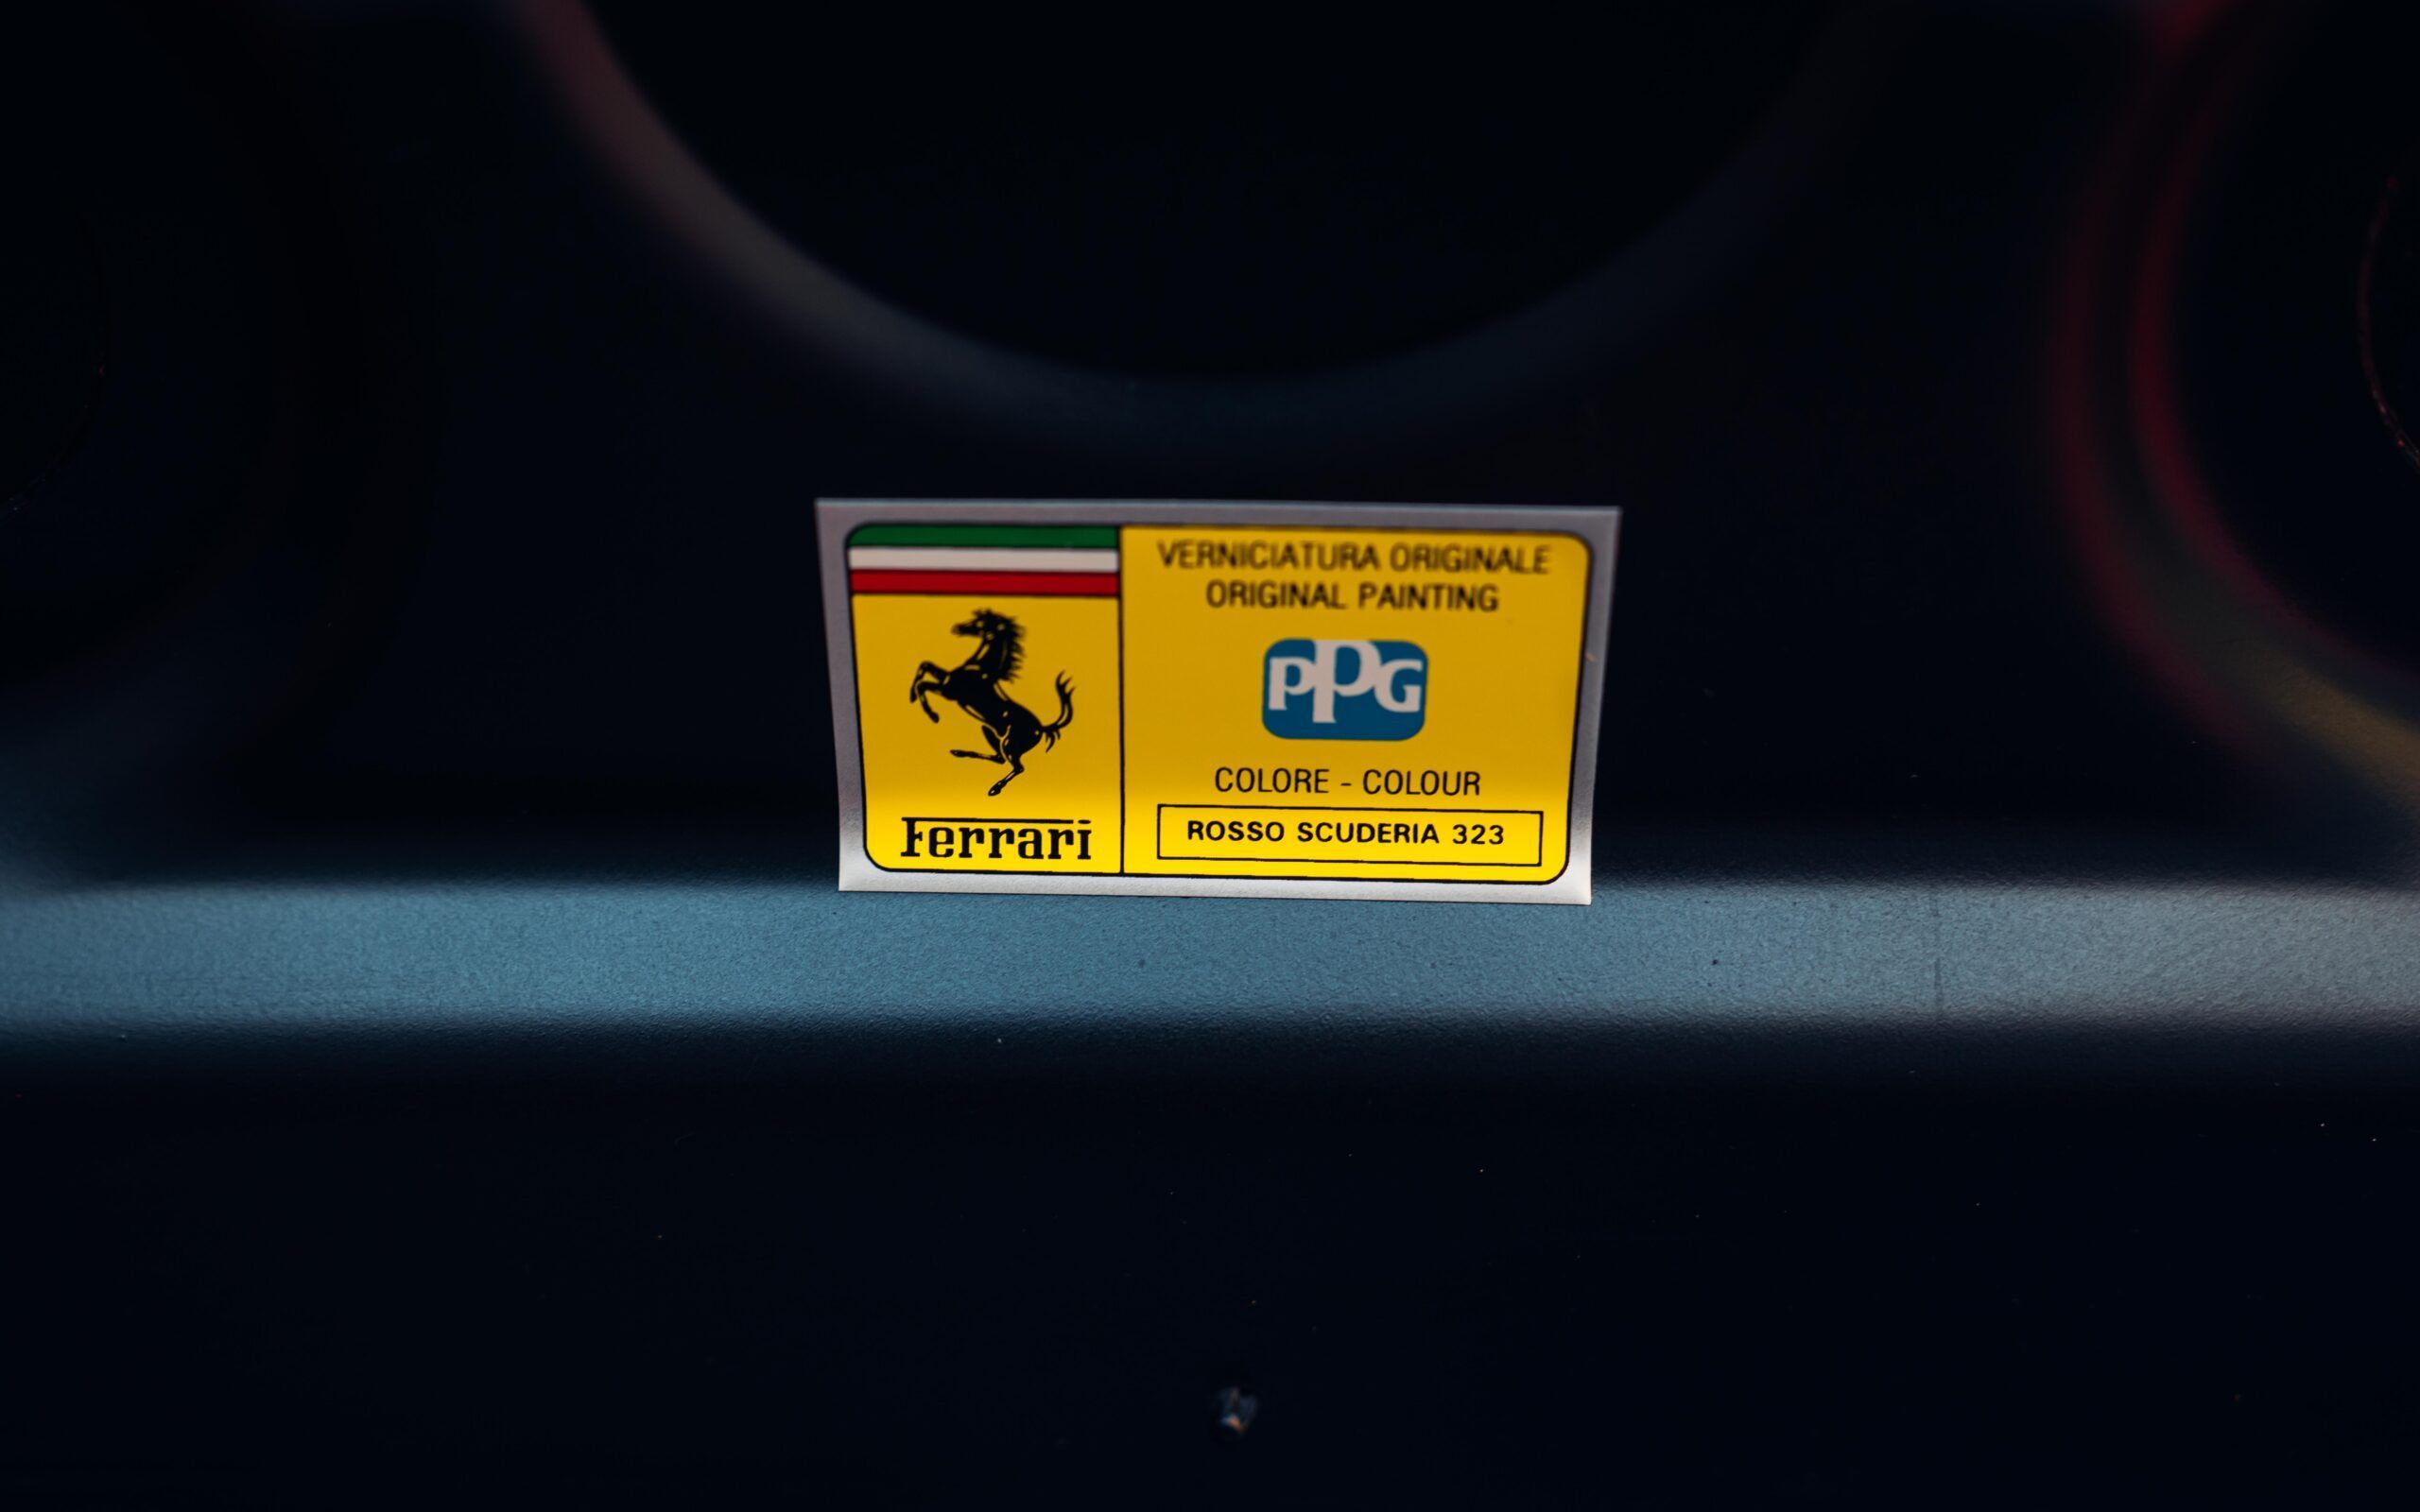 VERNICIATURA ORIGINALE
ORIGINAL PAINTING
PPG
COLORE - COLOUR
ROSSO SCUDERIA 323
Ferrari